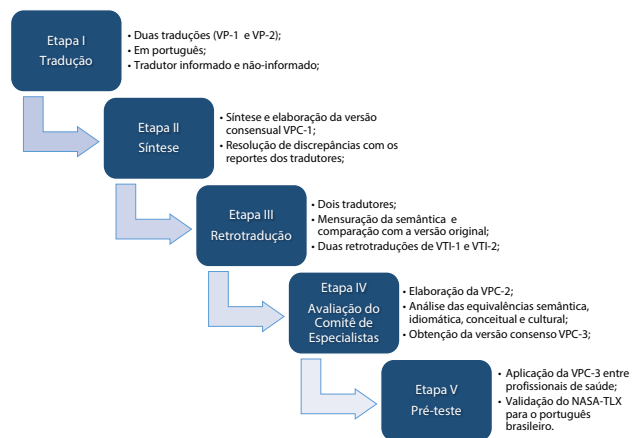 Etapa I
Tradução
• Duas traduções (VP-1 e VP-2);
• Em português;
• Tradutor informado e não-informado;
Etapa II
Síntese
• Síntese e elaboração da versão
consensual VPC-1;
• Resolução de discrepâncias com os
reportes dos tradutores;
Etapa III
Retrotradução
• Dois tradutores;
• Mensuração da semântica e
comparação com a versão original;
• Duas retrotraduções de VTI-1 e VTI-2;
Etapa IV
Avaliação do
Comitê de
Especialistas
• Elaboração da VPC-2;
• Análise das equivalências semântica,
idiomática, conceitual e cultural;
• Obtenção da versão consenso VPC-3;
Etapa V
Pré-teste
• Aplicação da VPC-3 entre
profissionais de saúde;
• Validação do NASA-TLX
para o português
brasileiro.